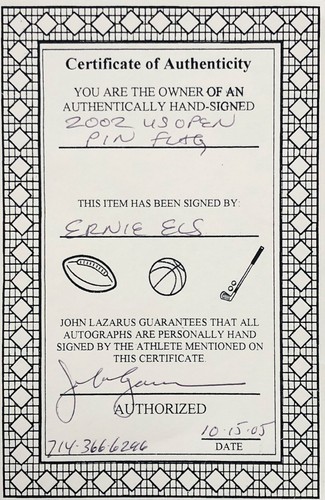 Certificate of Authenticity
YOU ARE THE OWNER OF AN
AUTHENTICALLY HAND-SIGNED
2002 US OPEN
PIN FLAG
THIS ITEM HAS BEEN SIGNED BY:
ERNIE ELS
JOHN LAZARUS GUARANTEES THAT ALL
AUTOGRAPHS ARE PERSONALLY HAND
SIGNED BY THE ATHLETE MENTIONED ON
THIS CERTIFICATE.
AUTHORIZED
10-15-05
714-366-6296
DATE